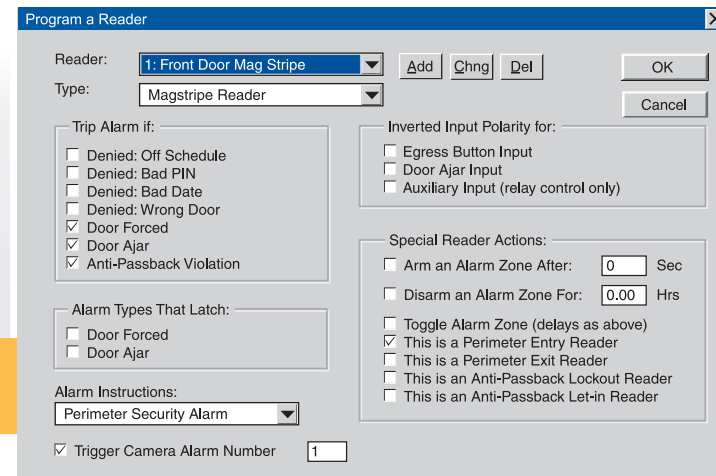 Program a Reader
Reader:
1: Front Door Mag Stripe
Add Chng Del
OK
Type:
Magstripe Reader
Cancel
Trip Alarm if:
Denied: Off Schedule
Denied: Bad PIN
Denied: Bad Date
Denied: Wrong Door
Door Forced
Door Ajar
Anti-Passback Violation
Alarm Types That Latch:
Door Forced
Door Ajar
Alarm Instructions:
Perimeter Security Alarm
Trigger Camera Alarm Number 1
Inverted Input Polarity for:
Egress Button Input
Door Ajar Input
Auxiliary Input (relay control only)
Special Reader Actions:
Arm an Alarm Zone After: 0 Sec
Disarm an Alarm Zone For: 0.00 Hrs
Toggle Alarm Zone (delays as above)
This is a Perimeter Entry Reader
This is a Perimeter Exit Reader
This is an Anti-Passback Lockout Reader
This is an Anti-Passback Let-in Reader